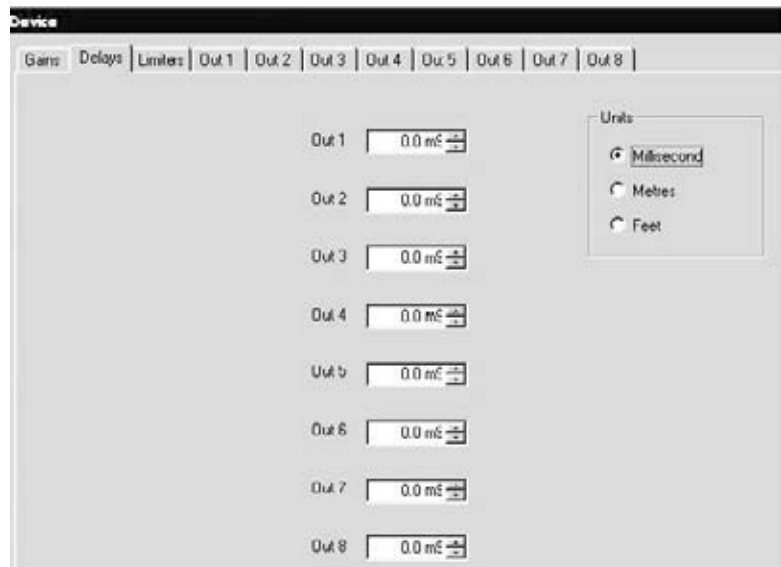 Device
Gains Delays Limiters Out 1 Out 2 Out 3 Out 4 Out 5 Out 6 Out 7 Out 8
Units
Millisecond
Metres
Feet
Out 1 0.0 mS
Out 2 0.0 mS
Out 3 0.0 mS
Out 4 0.0 mS
Out 5 0.0 mS
Out 6 0.0 mS
Out 7 0.0 mS
Out 8 0.0 mS